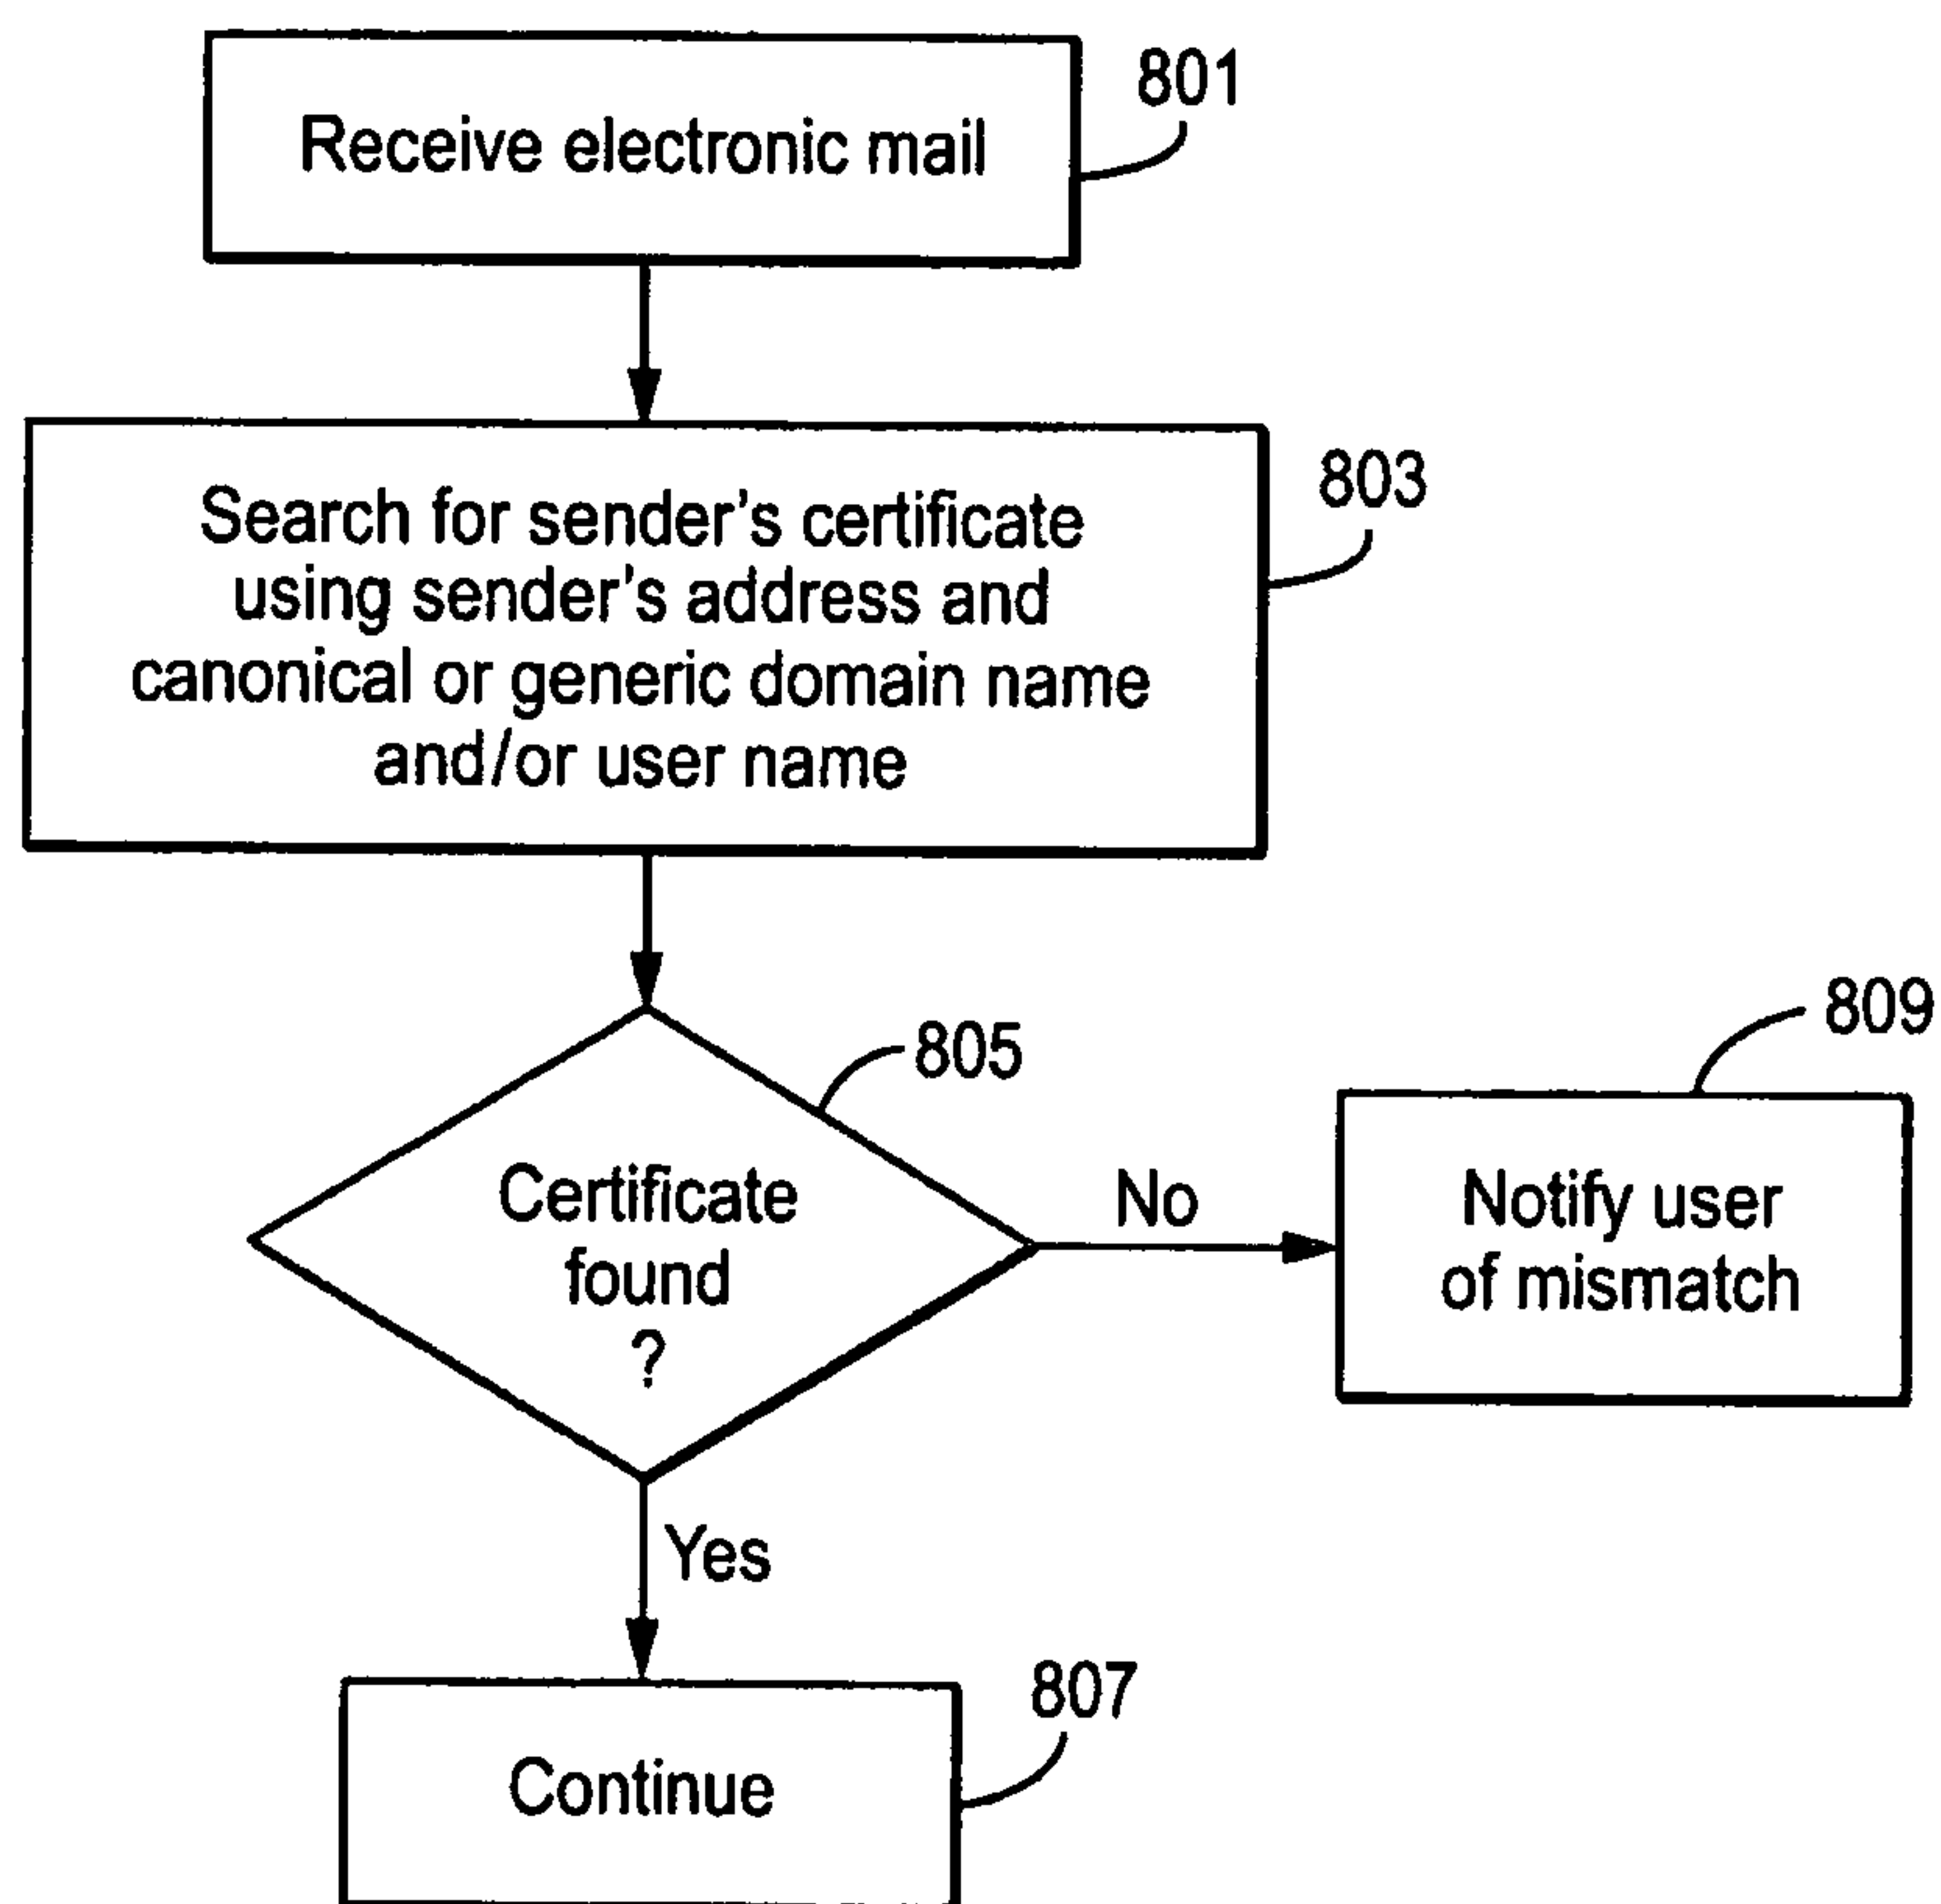 801
Receive electronic mail
803
Search for sender's certificate
using sender's address and
canonical or generic domain name
and/or user name
805
Certificate
found
?
No
809
Notify user
of mismatch
Yes
807
Continue